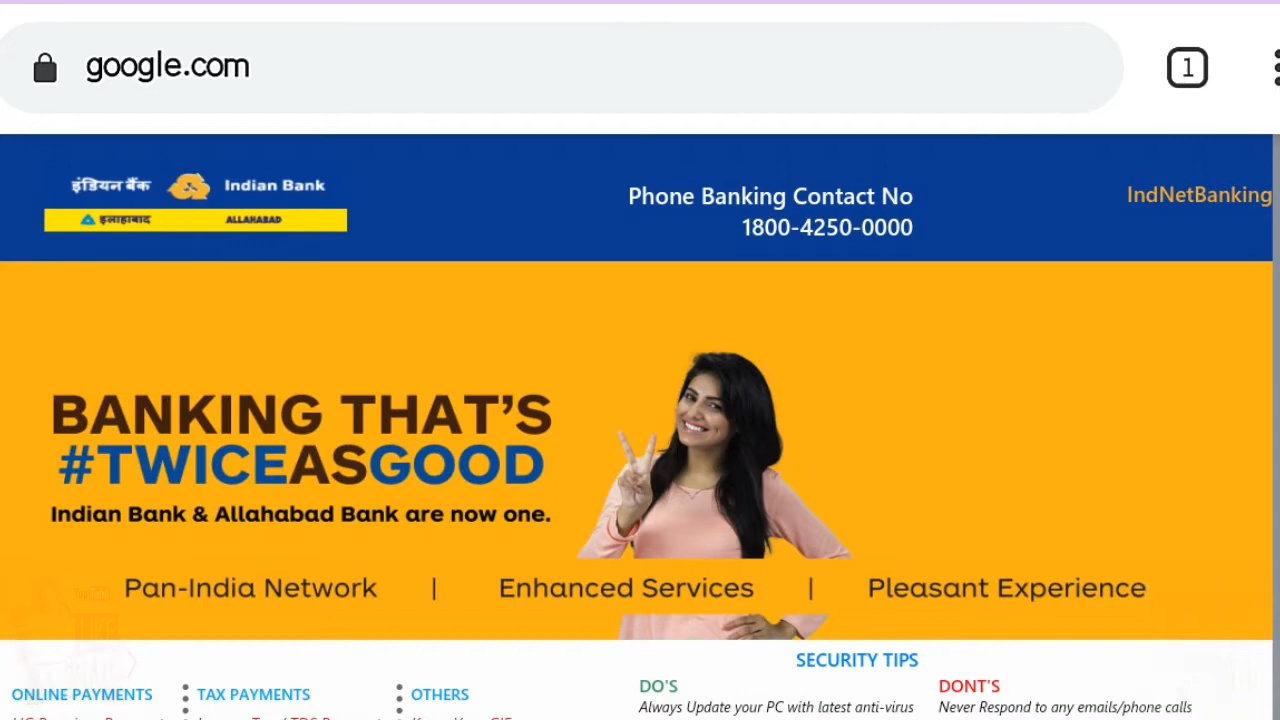 google.com
1
इंडियन बैंक Indian Bank
इलाहाबाद ALLAHABAD
Phone Banking Contact No
1800-4250-0000
IndNetBanking
BANKING THAT'S
#TWICEASGOOD
Indian Bank & Allahabad Bank are now one.
Pan-India Network | Enhanced Services | Pleasant Experience
SECURITY TIPS
ONLINE PAYMENTS
TAX PAYMENTS
OTHERS
DO'S
DONT'S
Always Update your PC with latest anti-virus
Never Respond to any emails/phone calls